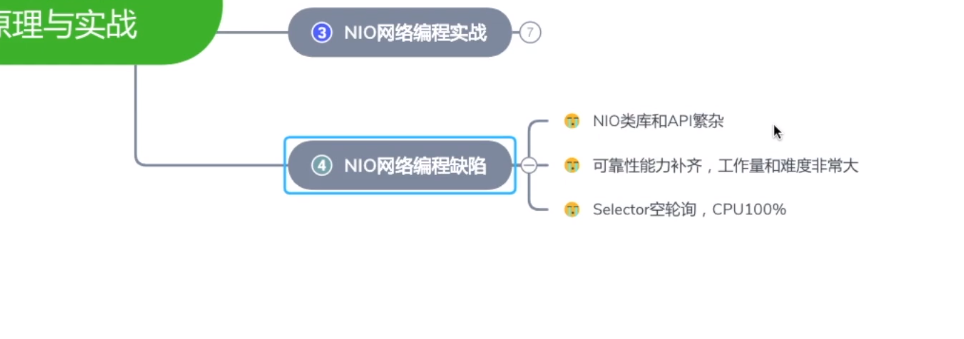 原理与实战
3 NIO网络编程实战 7
4 NIO网络编程缺陷
NIO类库和API繁杂
可靠性能力补齐，工作量和难度非常大
Selector空轮询，CPU100%